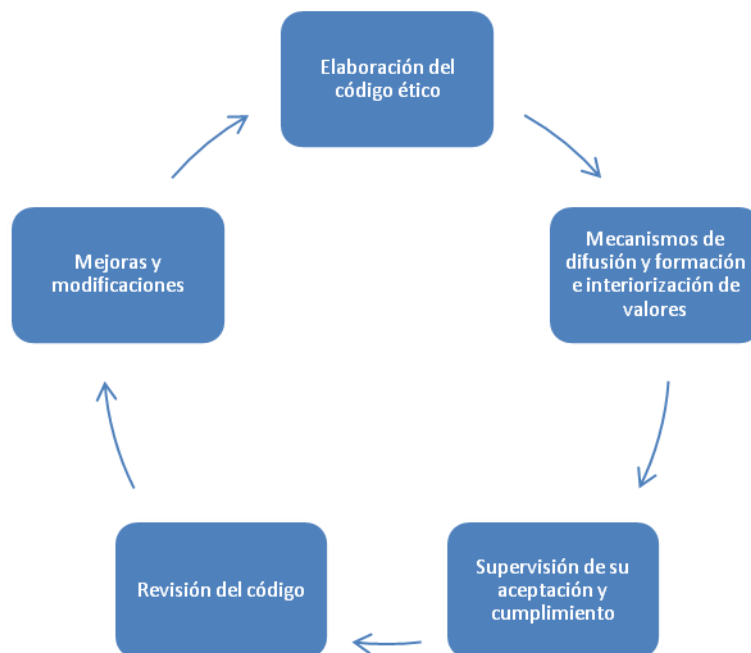 Elaboración del
código ético
Mecanismos de
difusión y formación
e interiorización de
valores
Supervisión de su
aceptación y
cumplimiento
Revisión del código
Mejoras y
modificaciones